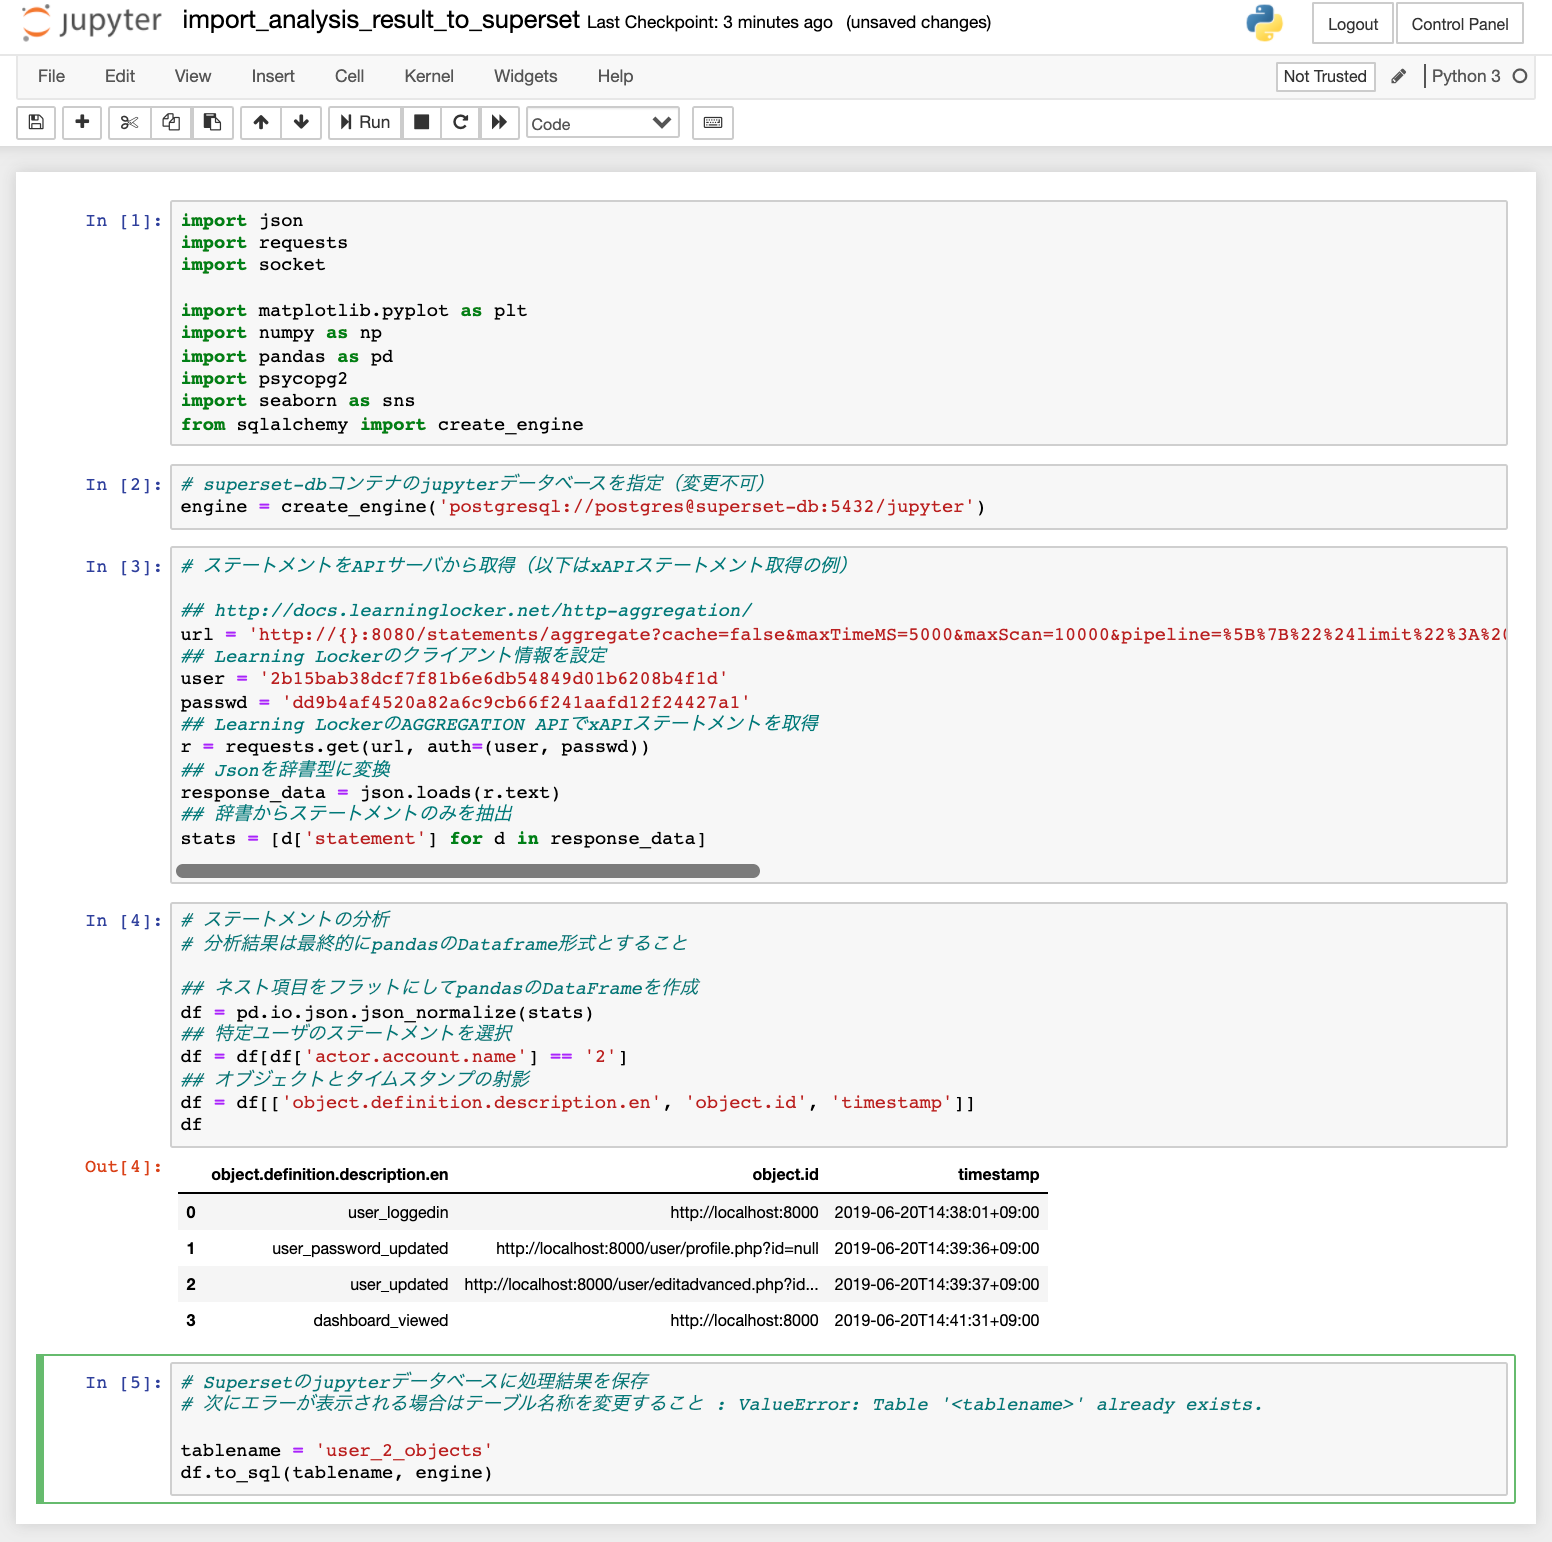 jupyter import_analysis_result_to_superset Last Checkpoint: 3 minutes ago (unsaved changes) Logout Control Panel
File Edit View Insert Cell Kernel Widgets Help Not Trusted Python 3
Run Code
In [1]: import json
import requests
import socket
import matplotlib.pyplot as plt
import numpy as np
import pandas as pd
import psycopg2
import seaborn as sns
from sqlalchemy import create_engine
In [2]: # superset-dbコンテナのjupyterデータベースを指定（変更不可）
engine = create_engine('postgresql://postgres@superset-db:5432/jupyter')
In [3]: # ステートメントをAPIサーバから取得（以下はxAPIステートメント取得の例）
## http://docs.learninglocker.net/http-aggregation/
url = 'http://{}:8080/statements/aggregate?cache=false&maxTimeMS=5000&maxScan=10000&pipeline=%5B%7B%22%24limit%22%3A%20
## Learning Lockerのクライアント情報を設定
user = '2b15bab38dcf7f81b6e6db54849d01b6208b4f1d'
passwd = 'dd9b4af4520a82a6c9cb66f241aafd12f24427a1'
## Learning LockerのAGGREGATION APIでxAPIステートメントを取得
r = requests.get(url, auth=(user, passwd))
## Jsonを辞書型に変換
response_data = json.loads(r.text)
## 辞書からステートメントのみを抽出
stats = [d['statement'] for d in response_data]
In [4]: # ステートメントの分析
# 分析結果は最終的にpandasのDataframe形式とすること
## ネスト項目をフラットにしてpandasのDataFrameを作成
df = pd.io.json.json_normalize(stats)
## 特定ユーザのステートメントを選択
df = df[df['actor.account.name'] == '2']
## オブジェクトとタイムスタンプの射影
df = df[['object.definition.description.en', 'object.id', 'timestamp']]
df
Out[4]: object.definition.description.en object.id timestamp
0 user_loggedin http://localhost:8000 2019-06-20T14:38:01+09:00
1 user_password_updated http://localhost:8000/user/profile.php?id=null 2019-06-20T14:39:36+09:00
2 user_updated http://localhost:8000/user/editadvanced.php?id... 2019-06-20T14:39:37+09:00
3 dashboard_viewed http://localhost:8000 2019-06-20T14:41:31+09:00
In [5]: # Supersetのjupyterデータベースに処理結果を保存
# 次にエラーが表示される場合はテーブル名称を変更すること : ValueError: Table '<tablename>' already exists.
tablename = 'user_2_objects'
df.to_sql(tablename, engine)